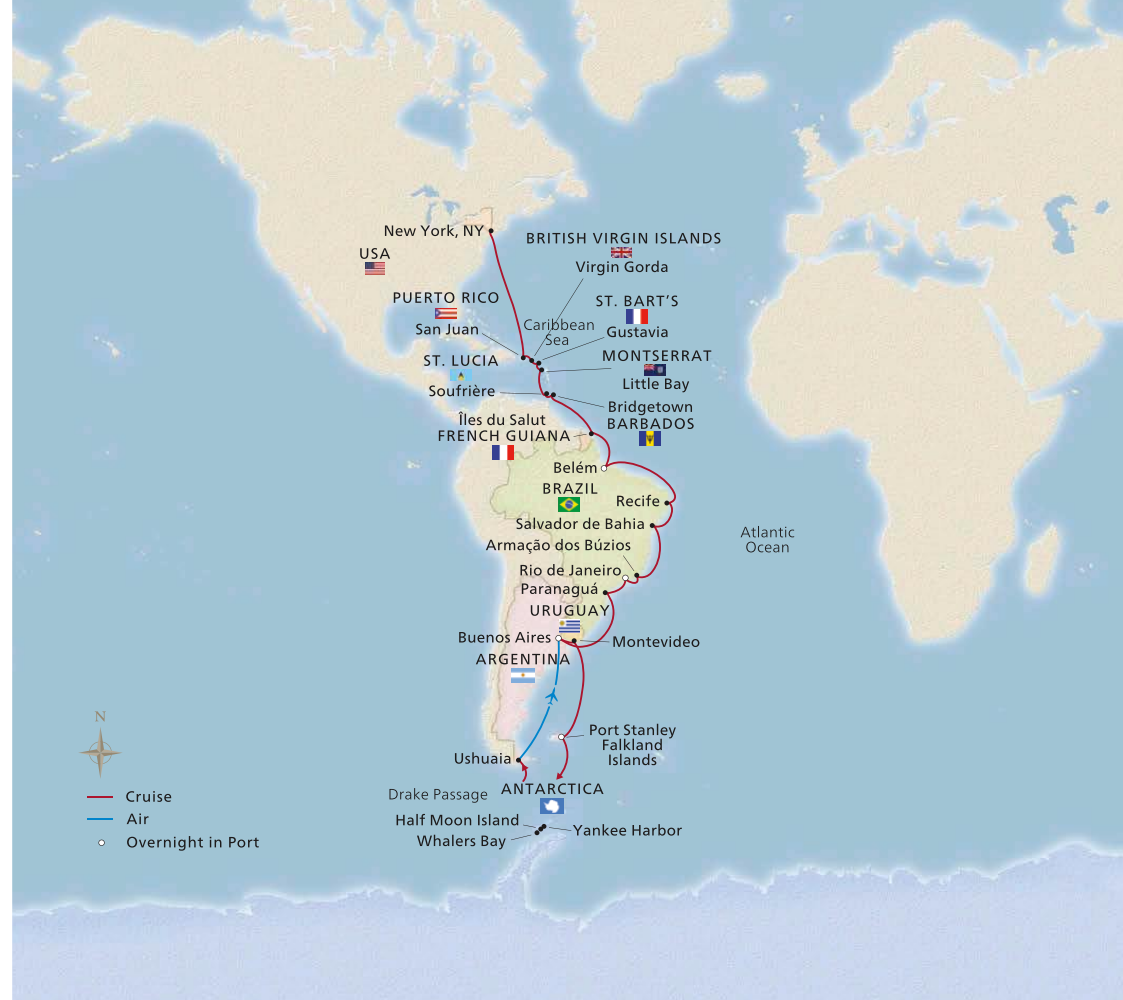 New York, NY
USA
BRITISH VIRGIN ISLANDS
Virgin Gorda
PUERTO RICO
San Juan
ST. BART'S
Gustavia
Caribbean
Sea
ST. LUCIA
Soufrière
MONTSERRAT
Little Bay
Bridgetown
BARBADOS
Îles du Salut
FRENCH GUIANA
Belém
BRAZIL
Recife
Salvador de Bahia
Armação dos Búzios
Rio de Janeiro
Paranaguá
Atlantic
Ocean
URUGUAY
Buenos Aires
Montevideo
ARGENTINA
Port Stanley
Falkland
Islands
Ushuaia
ANTARCTICA
Drake Passage
Half Moon Island
Yankee Harbor
Whalers Bay
N
Cruise
Air
Overnight in Port